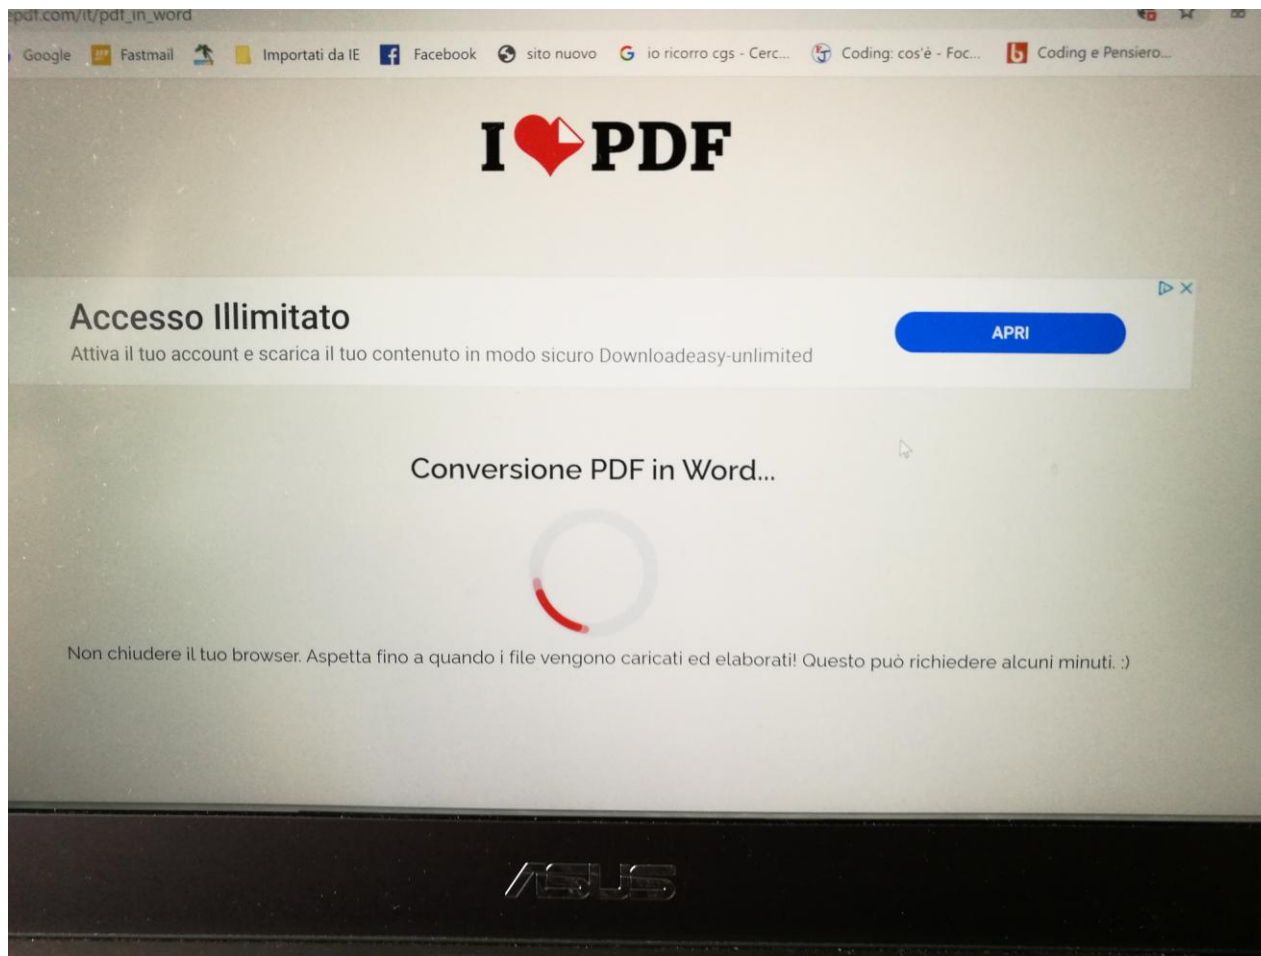 epdf.com/it/pdf_in_word
Google Fastmail Importati da IE Facebook sito nuovo io ricorro cgs - Cerc... Coding: cos'è - Foc... Coding e Pensiero...
I PDF
Accesso Illimitato
Attiva il tuo account e scarica il tuo contenuto in modo sicuro Downloadeasy-unlimited
APRI
Conversione PDF in Word...
Non chiudere il tuo browser. Aspetta fino a quando i file vengono caricati ed elaborati! Questo può richiedere alcuni minuti. :)
ASUS